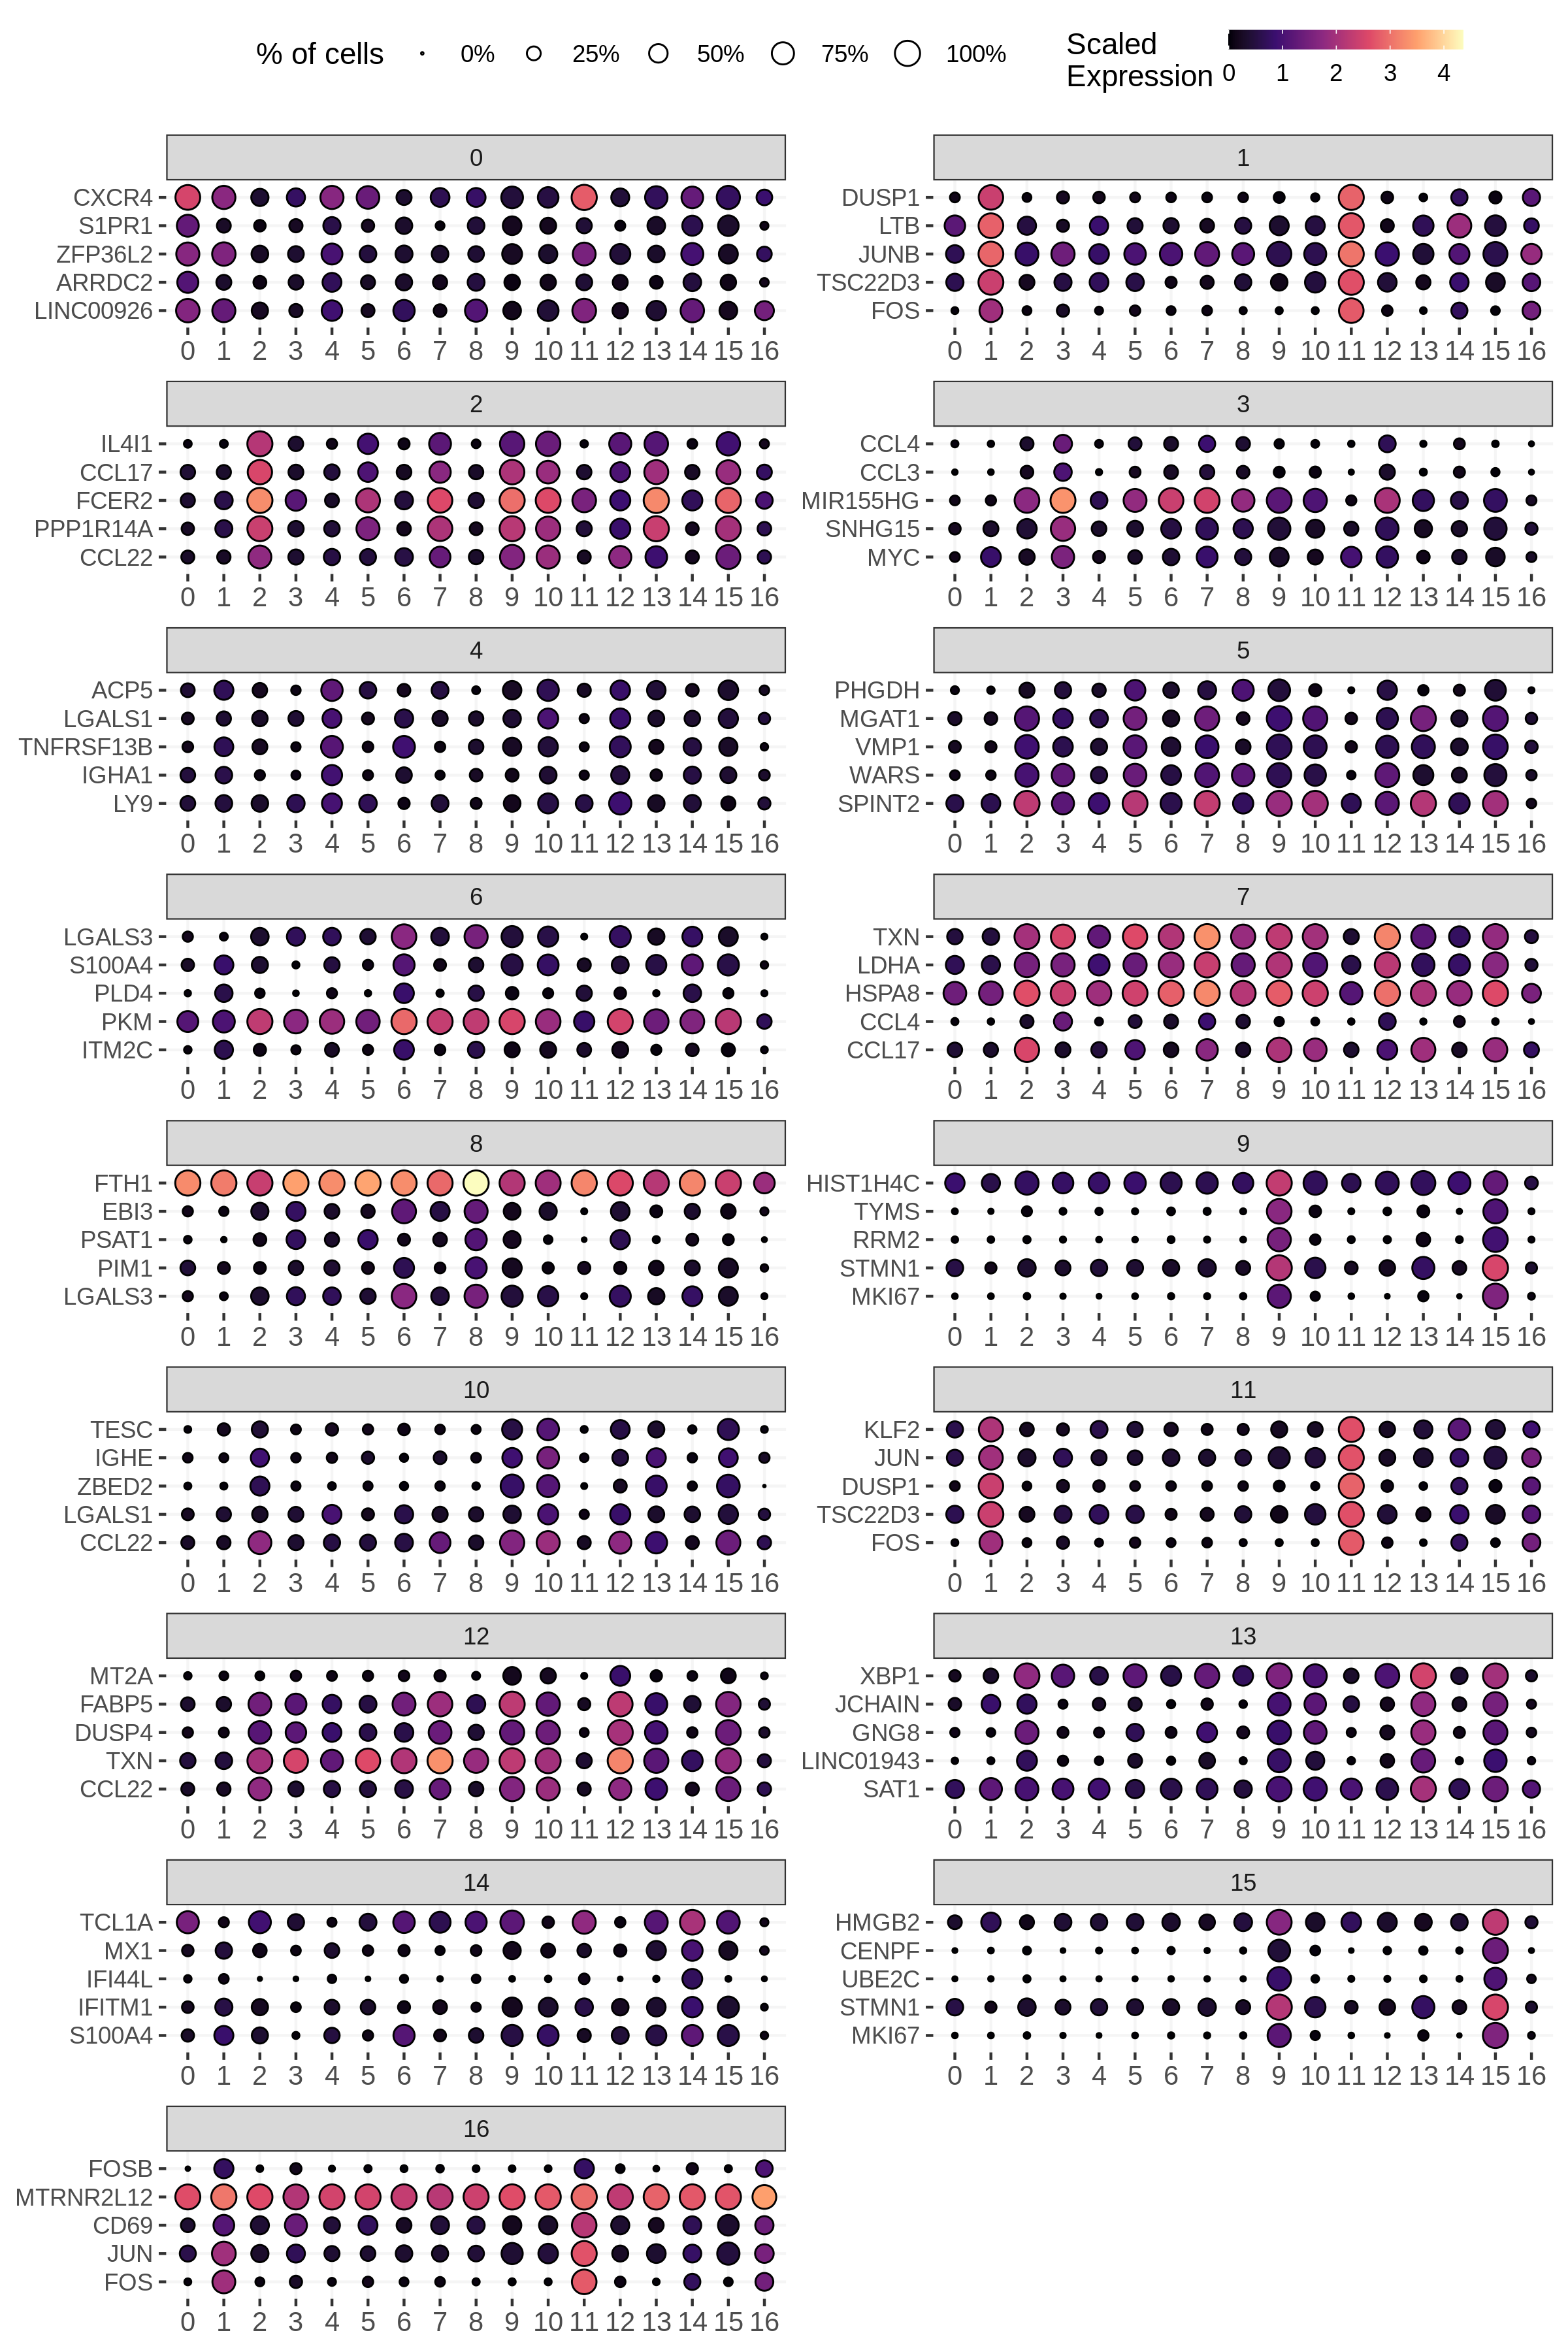 % of cells 0% 25% 50% 75% 100%
Scaled
Expression 0 1 2 3 4
0
CXCR4
S1PR1
ZFP36L2
ARRDC2
LINC00926
0 1 2 3 4 5 6 7 8 9 10 11 12 13 14 15 16
1
DUSP1
LTB
JUNB
TSC22D3
FOS
0 1 2 3 4 5 6 7 8 9 10 11 12 13 14 15 16
2
IL4I1
CCL17
FCER2
PPP1R14A
CCL22
0 1 2 3 4 5 6 7 8 9 10 11 12 13 14 15 16
3
CCL4
CCL3
MIR155HG
SNHG15
MYC
0 1 2 3 4 5 6 7 8 9 10 11 12 13 14 15 16
4
ACP5
LGALS1
TNFRSF13B
IGHA1
LY9
0 1 2 3 4 5 6 7 8 9 10 11 12 13 14 15 16
5
PHGDH
MGAT1
VMP1
WARS
SPINT2
0 1 2 3 4 5 6 7 8 9 10 11 12 13 14 15 16
6
LGALS3
S100A4
PLD4
PKM
ITM2C
0 1 2 3 4 5 6 7 8 9 10 11 12 13 14 15 16
7
TXN
LDHA
HSPA8
CCL4
CCL17
0 1 2 3 4 5 6 7 8 9 10 11 12 13 14 15 16
8
FTH1
EBI3
PSAT1
PIM1
LGALS3
0 1 2 3 4 5 6 7 8 9 10 11 12 13 14 15 16
9
HIST1H4C
TYMS
RRM2
STMN1
MKI67
0 1 2 3 4 5 6 7 8 9 10 11 12 13 14 15 16
10
TESC
IGHE
ZBED2
LGALS1
CCL22
0 1 2 3 4 5 6 7 8 9 10 11 12 13 14 15 16
11
KLF2
JUN
DUSP1
TSC22D3
FOS
0 1 2 3 4 5 6 7 8 9 10 11 12 13 14 15 16
12
MT2A
FABP5
DUSP4
TXN
CCL22
0 1 2 3 4 5 6 7 8 9 10 11 12 13 14 15 16
13
XBP1
JCHAIN
GNG8
LINC01943
SAT1
0 1 2 3 4 5 6 7 8 9 10 11 12 13 14 15 16
14
TCL1A
MX1
IFI44L
IFITM1
S100A4
0 1 2 3 4 5 6 7 8 9 10 11 12 13 14 15 16
15
HMGB2
CENPF
UBE2C
STMN1
MKI67
0 1 2 3 4 5 6 7 8 9 10 11 12 13 14 15 16
16
FOSB
MTRNR2L12
CD69
JUN
FOS
0 1 2 3 4 5 6 7 8 9 10 11 12 13 14 15 16